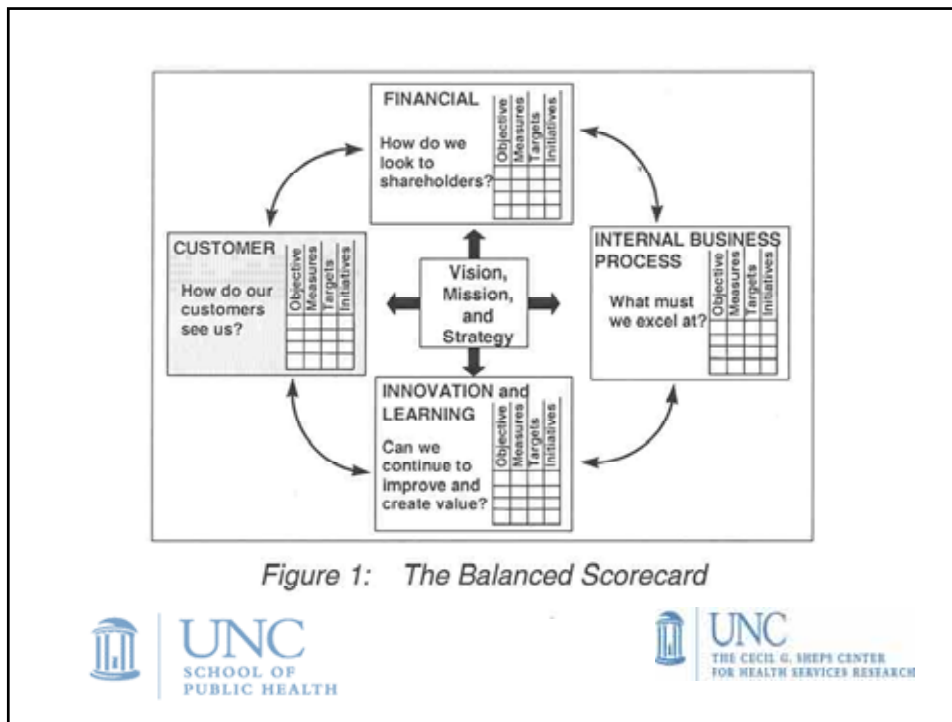 FINANCIAL
How do we
look to
shareholders?
Objective
Measures
Targets
Initiatives
CUSTOMER
How do our
customers
see us?
Objective
Measures
Targets
Initiatives
Vision,
Mission,
and
Strategy
INTERNAL BUSINESS
PROCESS
What must
we excel at?
Objective
Measures
Targets
Initiatives
INNOVATION and
LEARNING
Can we
continue to
improve and
create value?
Objective
Measures
Targets
Initiatives
Figure 1: The Balanced Scorecard
UNC
SCHOOL OF
PUBLIC HEALTH
UNC
THE CECIL G. SHEPS CENTER
FOR HEALTH SERVICES RESEARCH